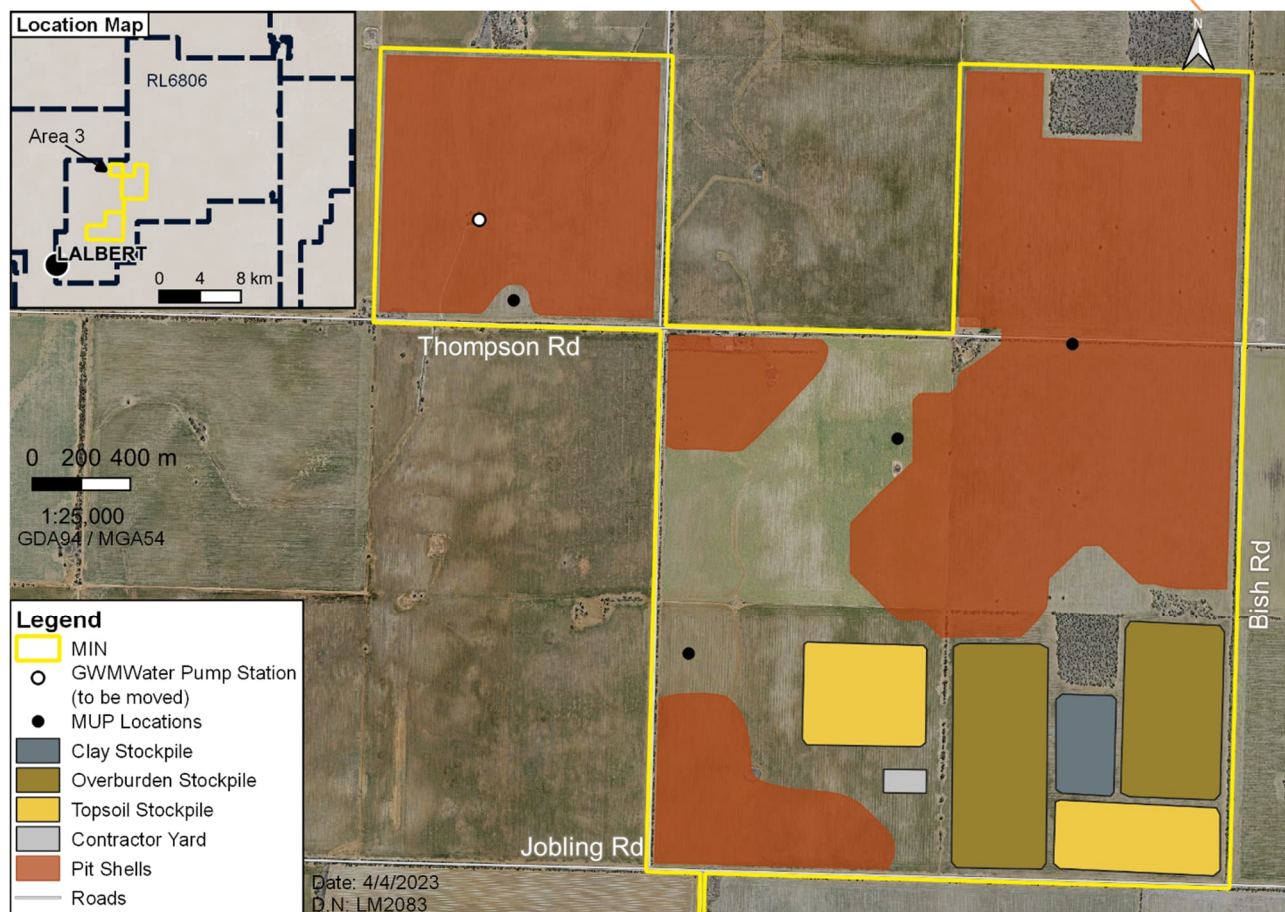 Location Map
RL6806
Area 3
LALBERT
0 4 8 km
N
Thompson Rd
0 200 400 m
1:25,000
GDA94 / MGA54
Bish Rd
Legend
MIN
GWMWater Pump Station
(to be moved)
MUP Locations
Clay Stockpile
Overburden Stockpile
Topsoil Stockpile
Contractor Yard
Pit Shells
Roads
Jobling Rd
Date: 4/4/2023
D.N: LM2083